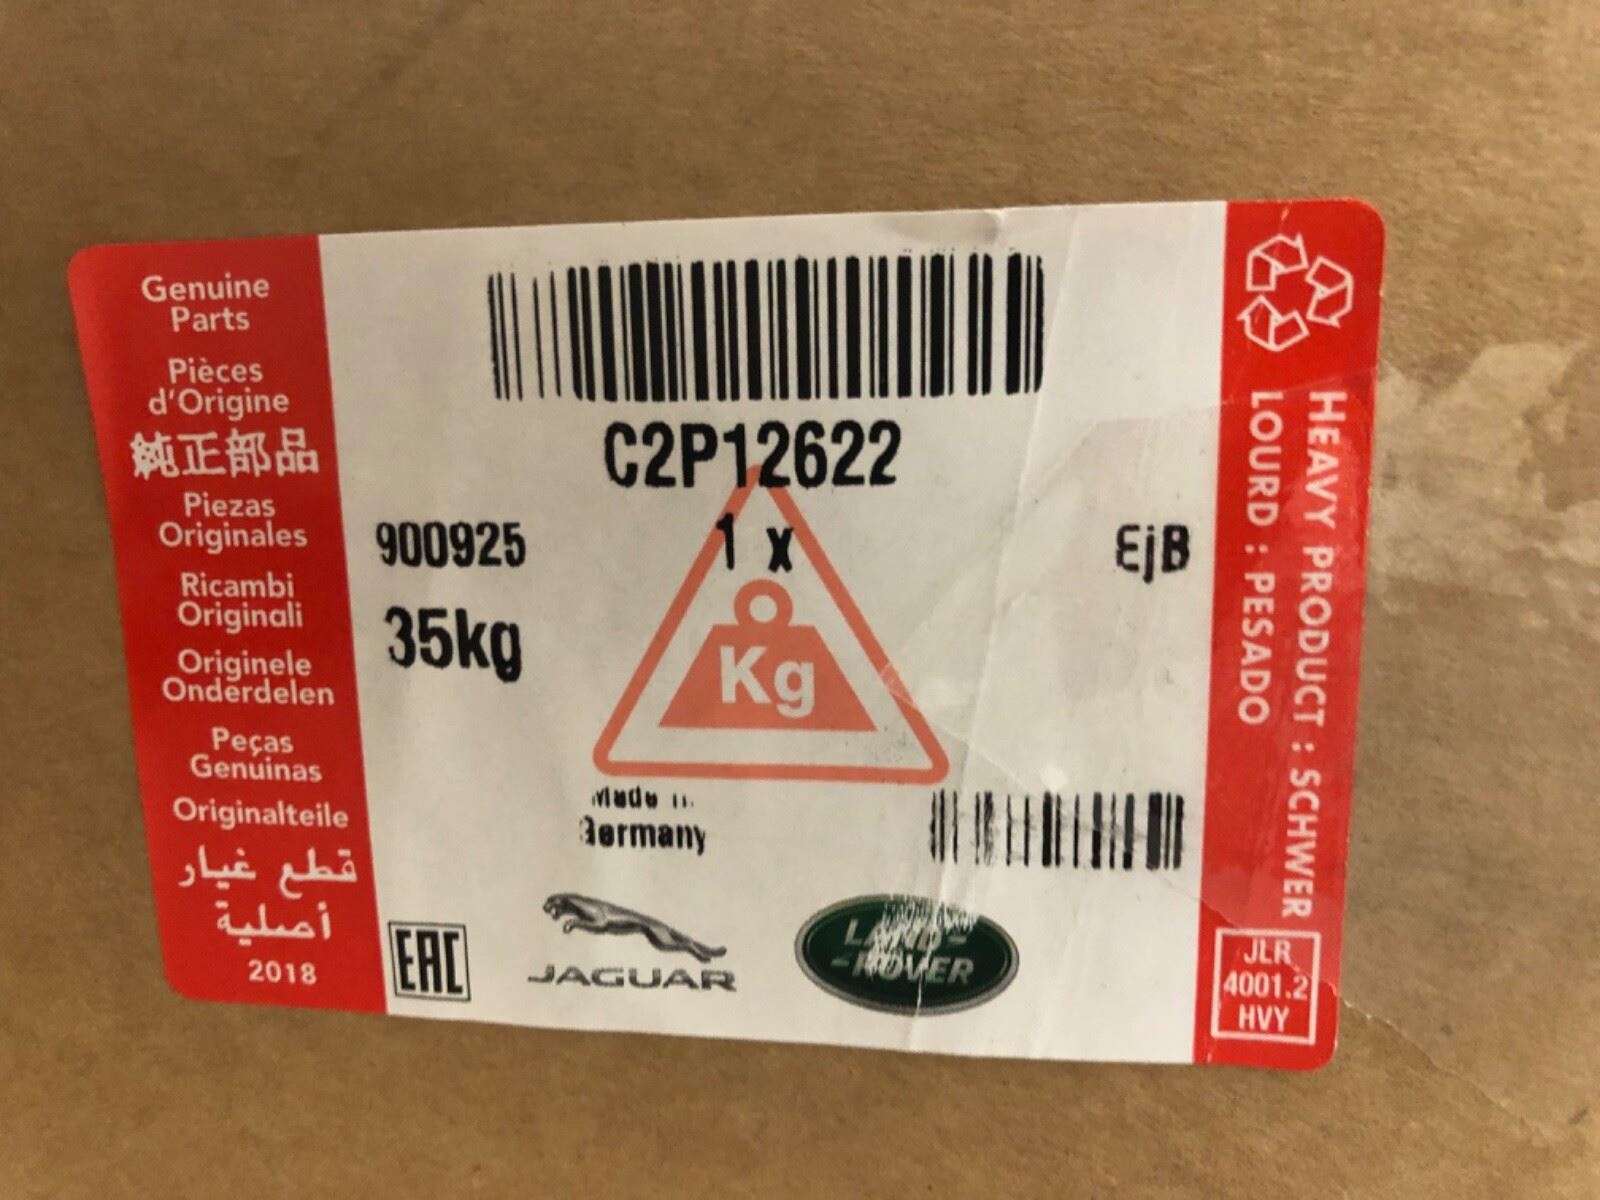 Genuine
Parts
Pièces
d'Origine
純正部品
Piezas
Originales
Ricambi
Originali
Originele
Onderdelen
Peças
Genuinas
Originalteile
قطع غيار
أصلية
2018
C2P12622
900925
1 x
EjB
35kg
Kg
Made in
Germany
EAC
JAGUAR
LAND-
-ROVER
HEAVY PRODUCT : SCHWER
LOURD : PESADO
JLR
4001.2
HVY